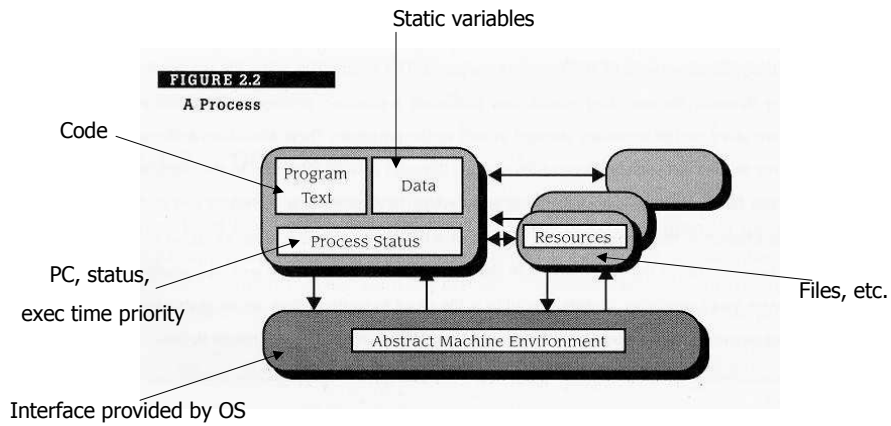 Static variables
FIGURE 2.2
A Process
Code
Program
Text
Data
Process Status
Resources
PC, status,
exec time priority
Files, etc.
Abstract Machine Environment
Interface provided by OS